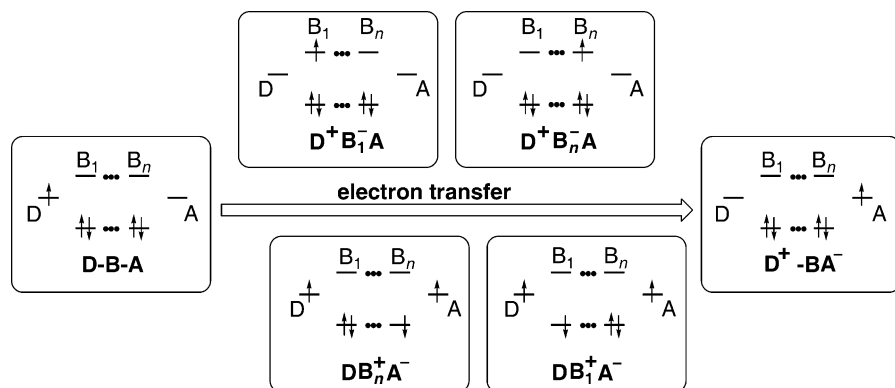 B₁ Bₙ
D A
D⁺B₁⁻A
B₁ Bₙ
D A
D⁺Bₙ⁻A
B₁ Bₙ
D A
D-B-A
electron transfer
B₁ Bₙ
D A
D⁺-BA⁻
B₁ Bₙ
D A
DBₙ⁺A⁻
B₁ Bₙ
D A
DB₁⁺A⁻